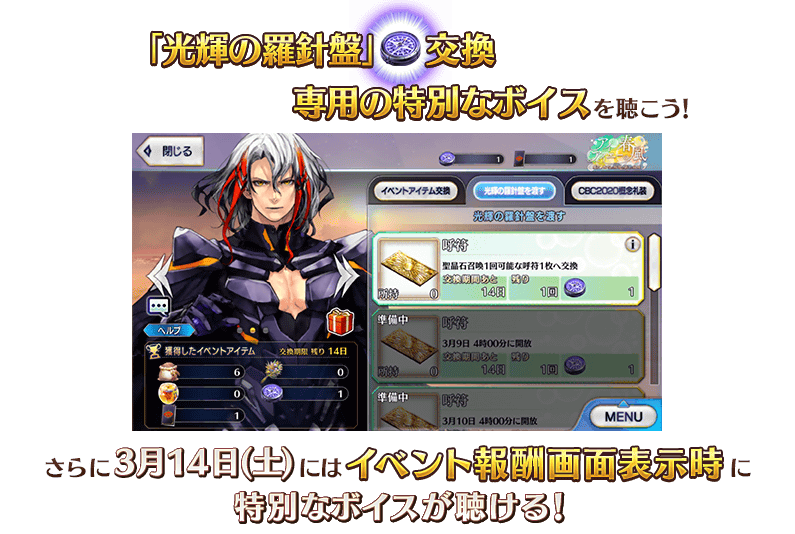 「光輝の羅針盤」交換
専用の特別なボイスを聴こう！
閉じる
1
1
春風
イベントアイテム交換
光輝の羅針盤を渡す
CBC2020概念礼装
光輝の羅針盤を渡す
呼符
聖晶石召喚1回可能な呼符1枚へ交換
交換期間あと 残り
所持 0
14日 1回 1
準備中
呼符
3月9日 4時00分に開放
交換期間あと 残り
所持 0
14日 1回 1
準備中
呼符
3月10日 4時00分に開放
ヘルプ
獲得したイベントアイテム 交換期限 残り 14日
6
0
0
1
1
MENU
さらに3月14日(土)にはイベント報酬画面表示時に
特別なボイスが聴ける！